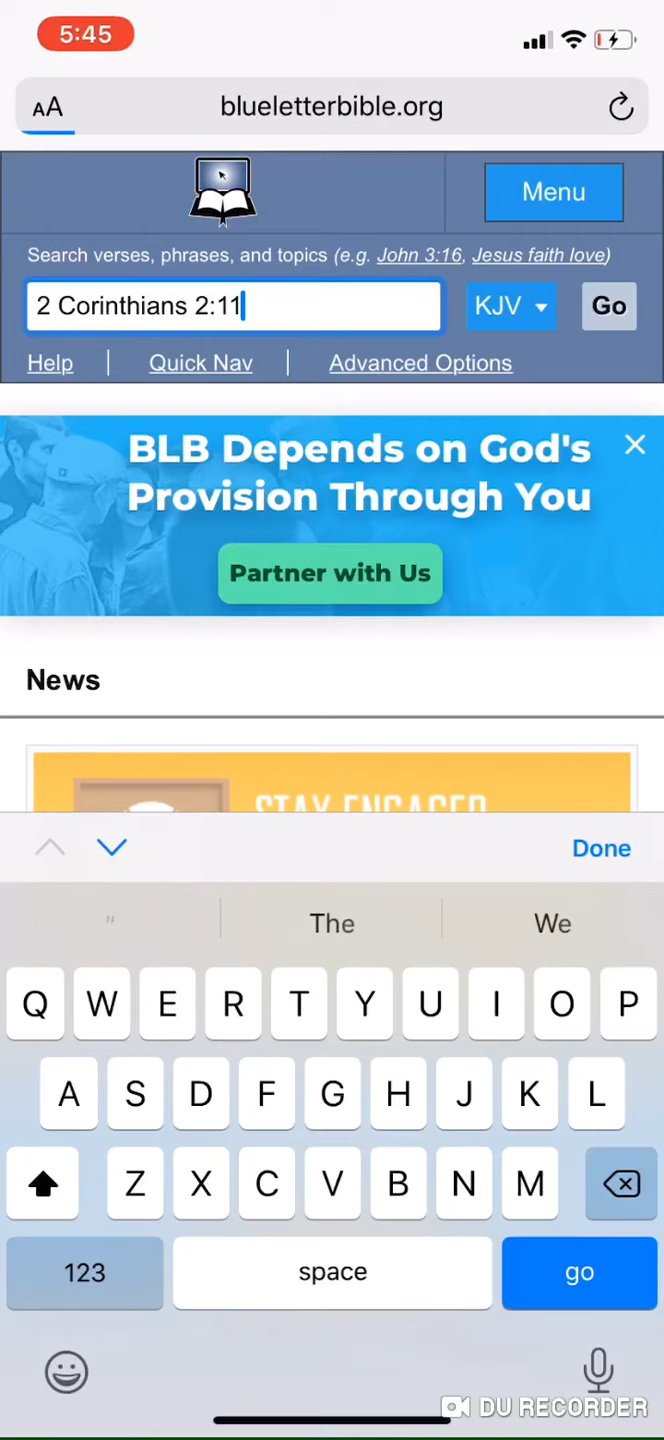 5:45
AA
blueletterbible.org
Menu
Search verses, phrases, and topics (e.g. John 3:16, Jesus faith love)
2 Corinthians 2:11
KJV
Go
Help
Quick Nav
Advanced Options
BLB Depends on God's
Provision Through You
Partner with Us
News
STAY ENGAGED
Done
“
The
We
Q W E R T Y U I O P
A S D F G H J K L
Z X C V B N M
123
space
go
DU RECORDER